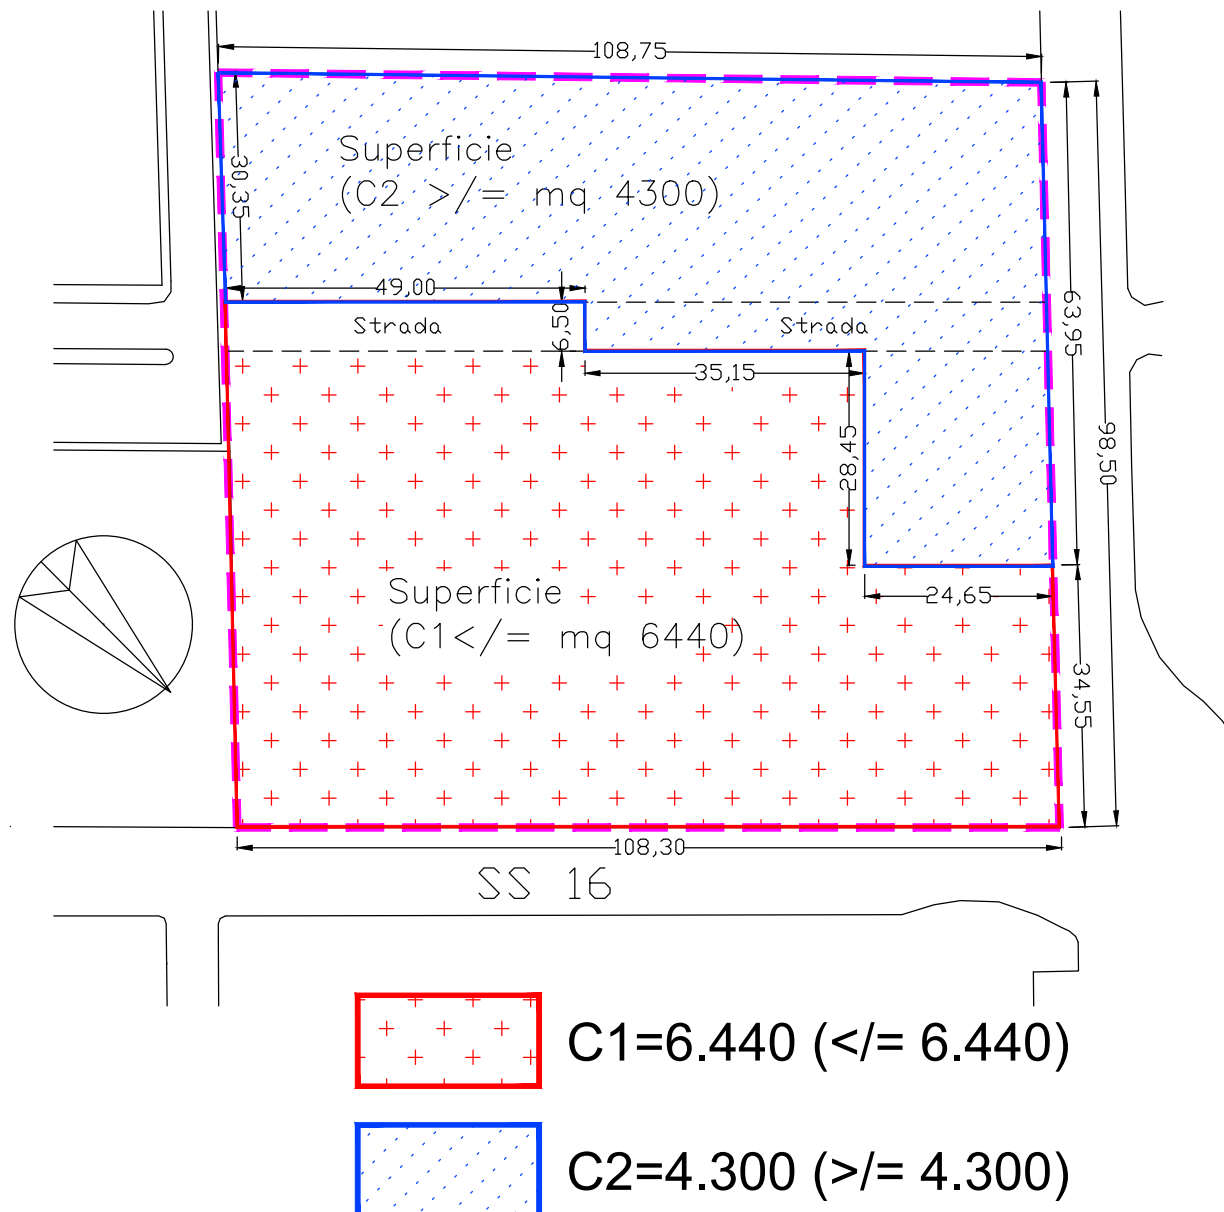 108,75
Superficie
(C2 >/= mq 4300)
30,35
49,00
Strada
6,50
Strada
63,95
35,15
28,45
98,50
Superficie
(C1</= mq 6440)
24,65
34,55
108,30
SS 16
C1=6.440 (</= 6.440)
C2=4.300 (>/= 4.300)